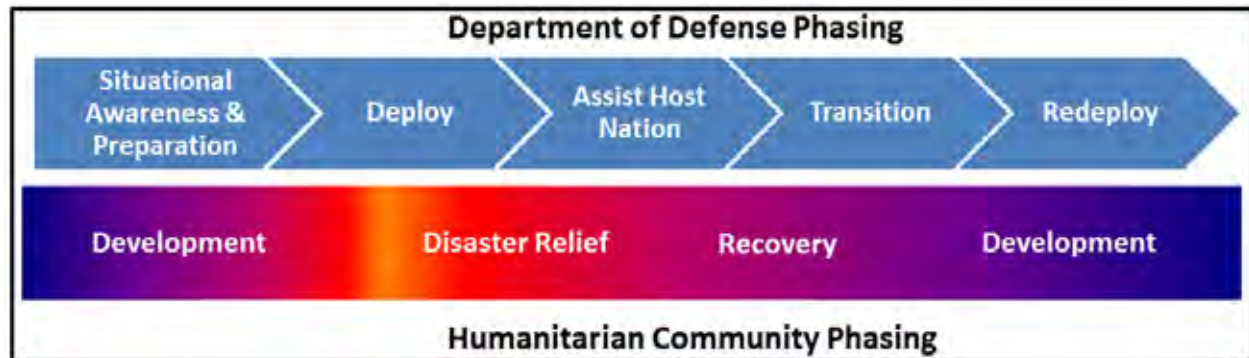 Department of Defense Phasing
Situational
Awareness &
Preparation
Deploy
Assist Host
Nation
Transition
Redeploy
Development
Disaster Relief
Recovery
Development
Humanitarian Community Phasing